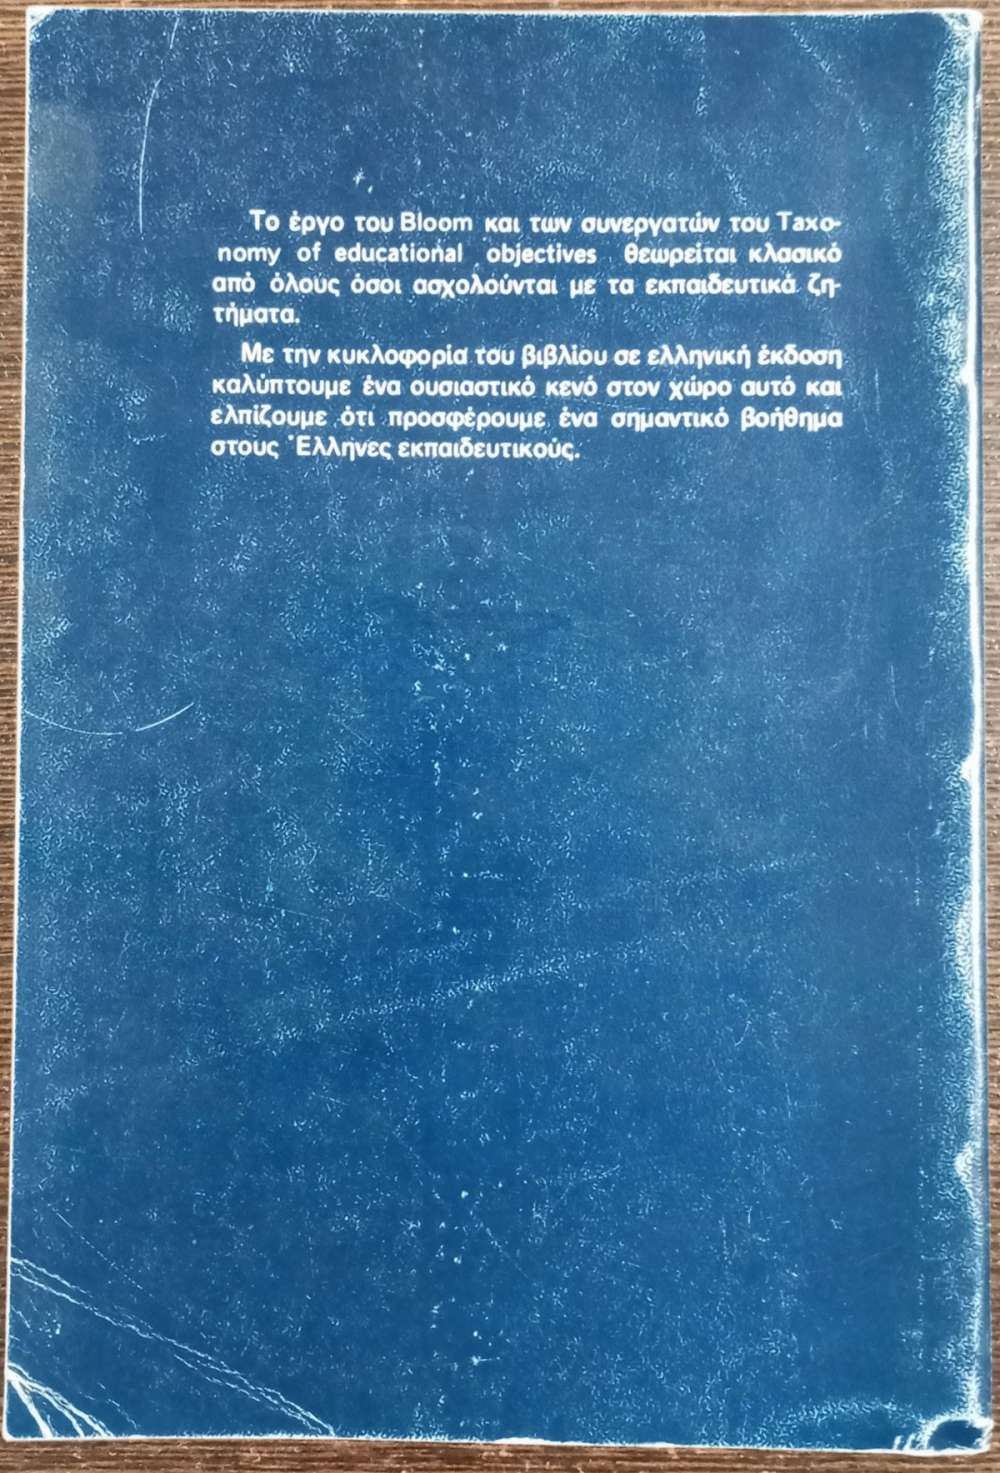 Το έργο του Bloom και των συνεργατών του Taxo-
nomy of educational objectives θεωρείται κλασικό
από όλους όσοι ασχολούνται με τα εκπαιδευτικά ζη-
τήματα.
Με την κυκλοφορία του βιβλίου σε ελληνική έκδοση
καλύπτουμε ένα ουσιαστικό κενό στον χώρο αυτό και
ελπίζουμε ότι προσφέρουμε ένα σημαντικό βοήθημα
στους Έλληνες εκπαιδευτικούς.